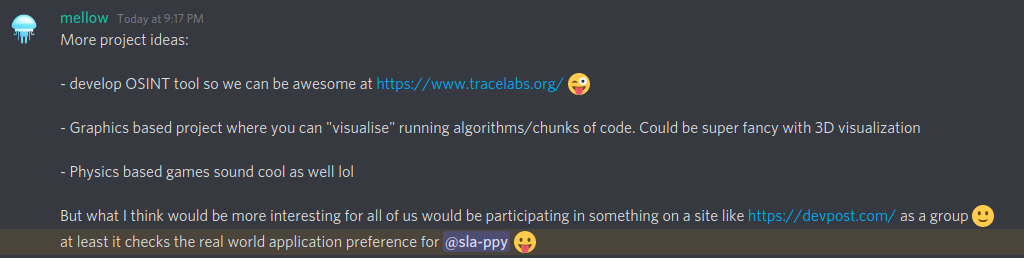 mellow Today at 9:17 PM
More project ideas:
- develop OSINT tool so we can be awesome at https://www.tracelabs.org/ 😜
- Graphics based project where you can "visualise" running algorithms/chunks of code. Could be super fancy with 3D visualization
- Physics based games sound cool as well lol
But what I think would be more interesting for all of us would be participating in something on a site like https://devpost.com/ as a group 🙂
at least it checks the real world application preference for @sla-ppy 😛